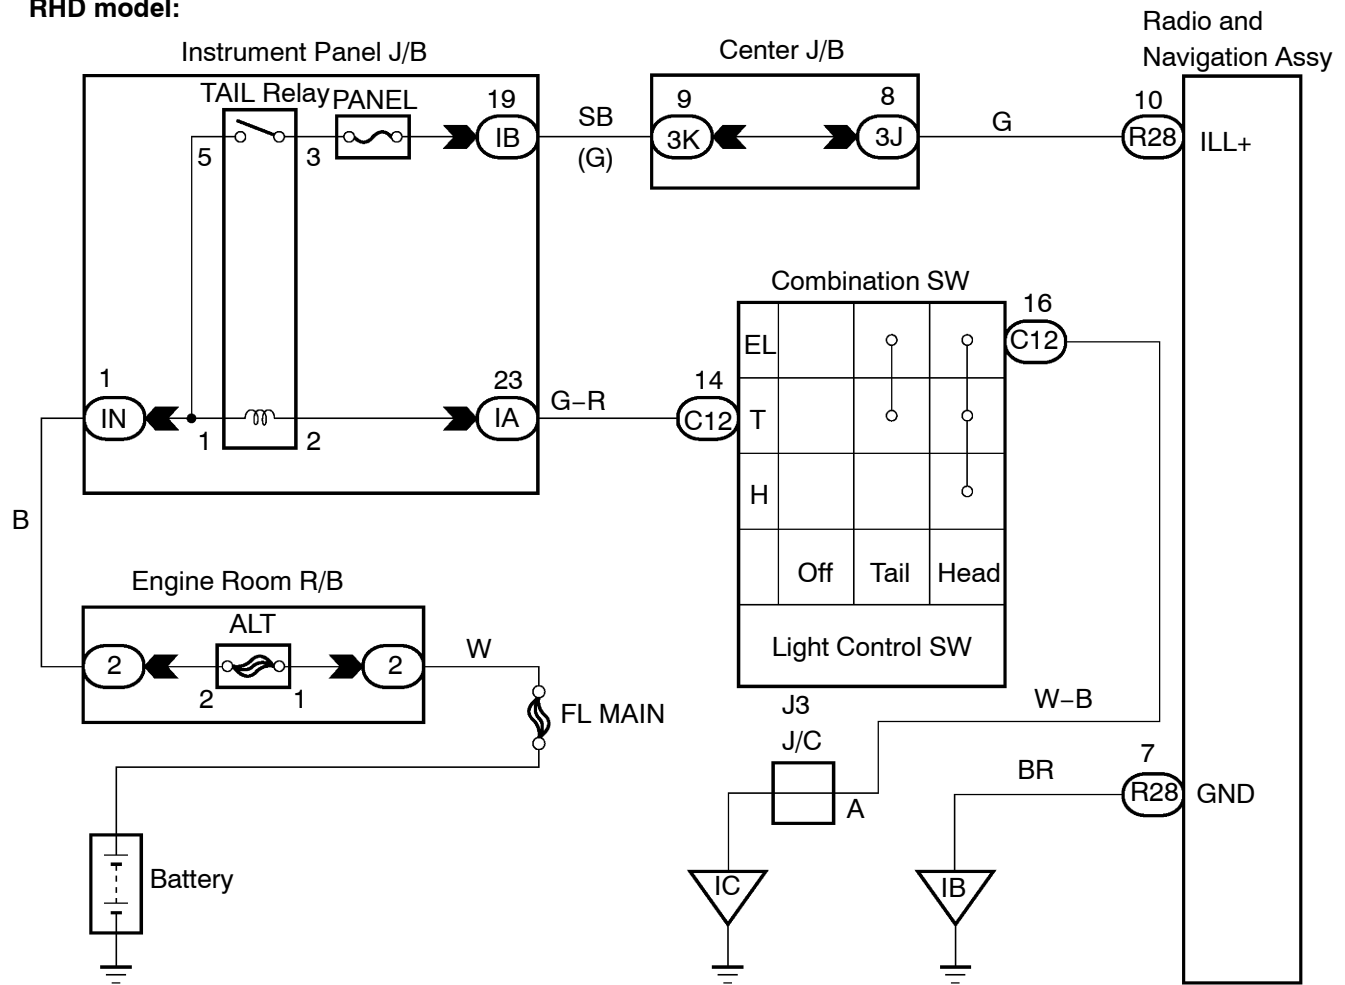 RHD model:
Radio and
Navigation Assy
Instrument Panel J/B
Center J/B
TAIL Relay
PANEL
19
IB
SB
(G)
9
3K
8
3J
G
10
R28
ILL+
5
3
Combination SW
16
C12
EL
1
IN
1
2
23
IA
G–R
14
C12
T
H
B
Off
Tail
Head
Engine Room R/B
ALT
2
2
1
2
W
Light Control SW
FL MAIN
J3
J/C
W–B
A
BR
7
R28
GND
Battery
IC
IB